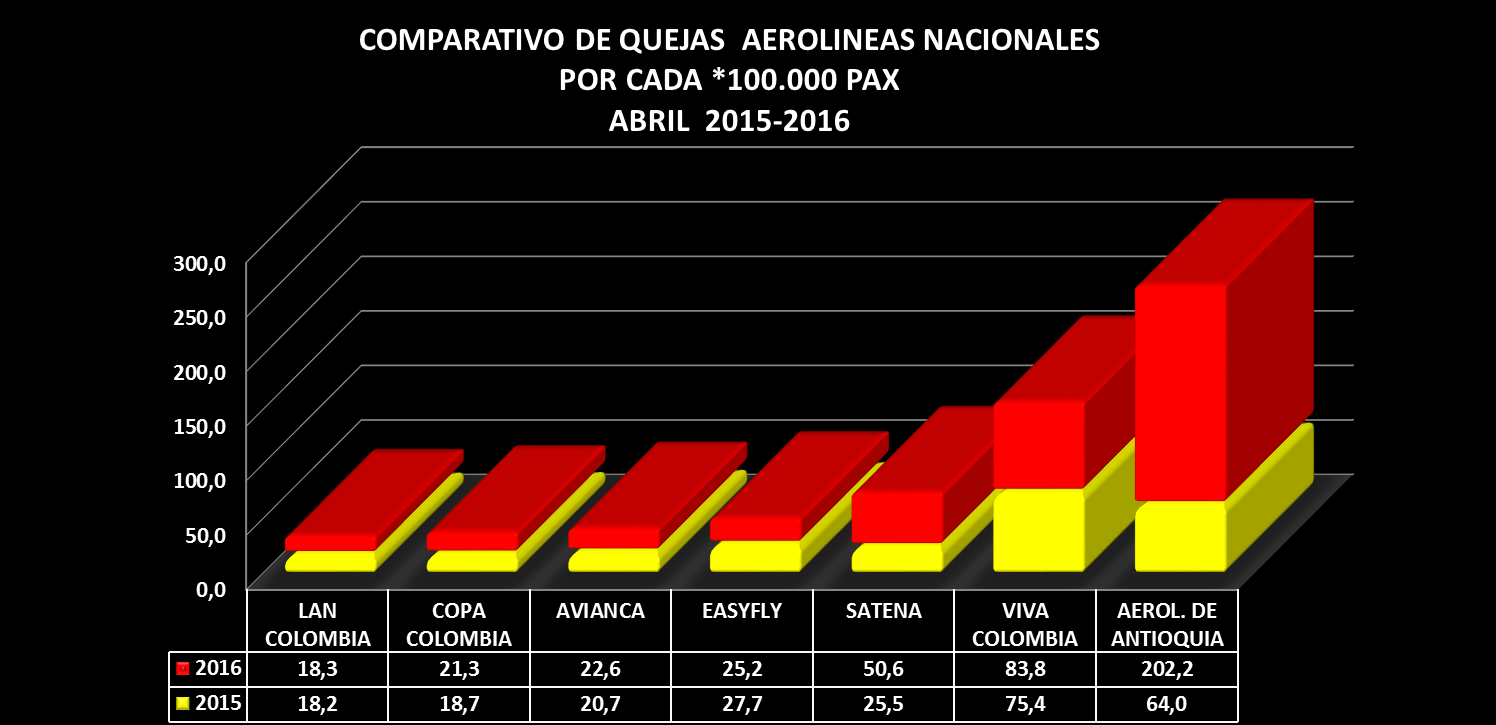 COMPARATIVO DE QUEJAS AEROLINEAS NACIONALES
POR CADA *100.000 PAX
ABRIL 2015-2016
300,0
250,0
200,0
150,0
100,0
50,0
0,0
LAN COLOMBIA COPA COLOMBIA AVIANCA EASYFLY SATENA VIVA COLOMBIA AEROL. DE ANTIOQUIA
2016 18,3 21,3 22,6 25,2 50,6 83,8 202,2
2015 18,2 18,7 20,7 27,7 25,5 75,4 64,0